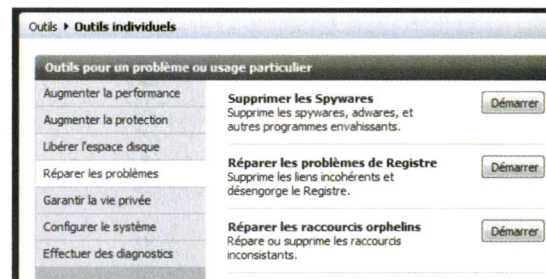 Outils ▸ Outils individuels
Outils pour un problème ou usage particulier
Augmenter la performance
Augmenter la protection
Libérer l'espace disque
Réparer les problèmes
Garantir la vie privée
Configurer le système
Effectuer des diagnostics
Supprimer les Spywares
Supprime les spywares, adwares, et
autres programmes envahissants.
Démarrer
Réparer les problèmes de Registre
Supprime les liens incohérents et
désengorge le Registre.
Démarrer
Réparer les raccourcis orphelins
Répare ou supprime les raccourcis
inconsistants.
Démarrer